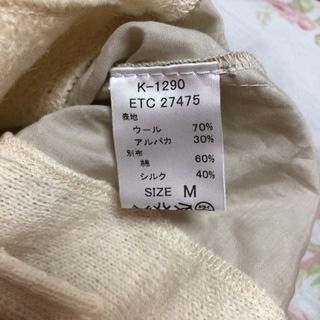 K-1290
ETC 27475
表地
ウール 70%
アルパカ 30%
別布
綿 60%
シルク 40%
SIZE M